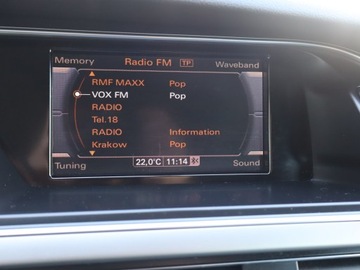 Memory Radio FM TP Waveband
RMF MAXX Pop
VOX FM Pop
RADIO
Tel.18
RADIO Information
Krakow Pop
Tuning 22,0°C 11:14 Sound